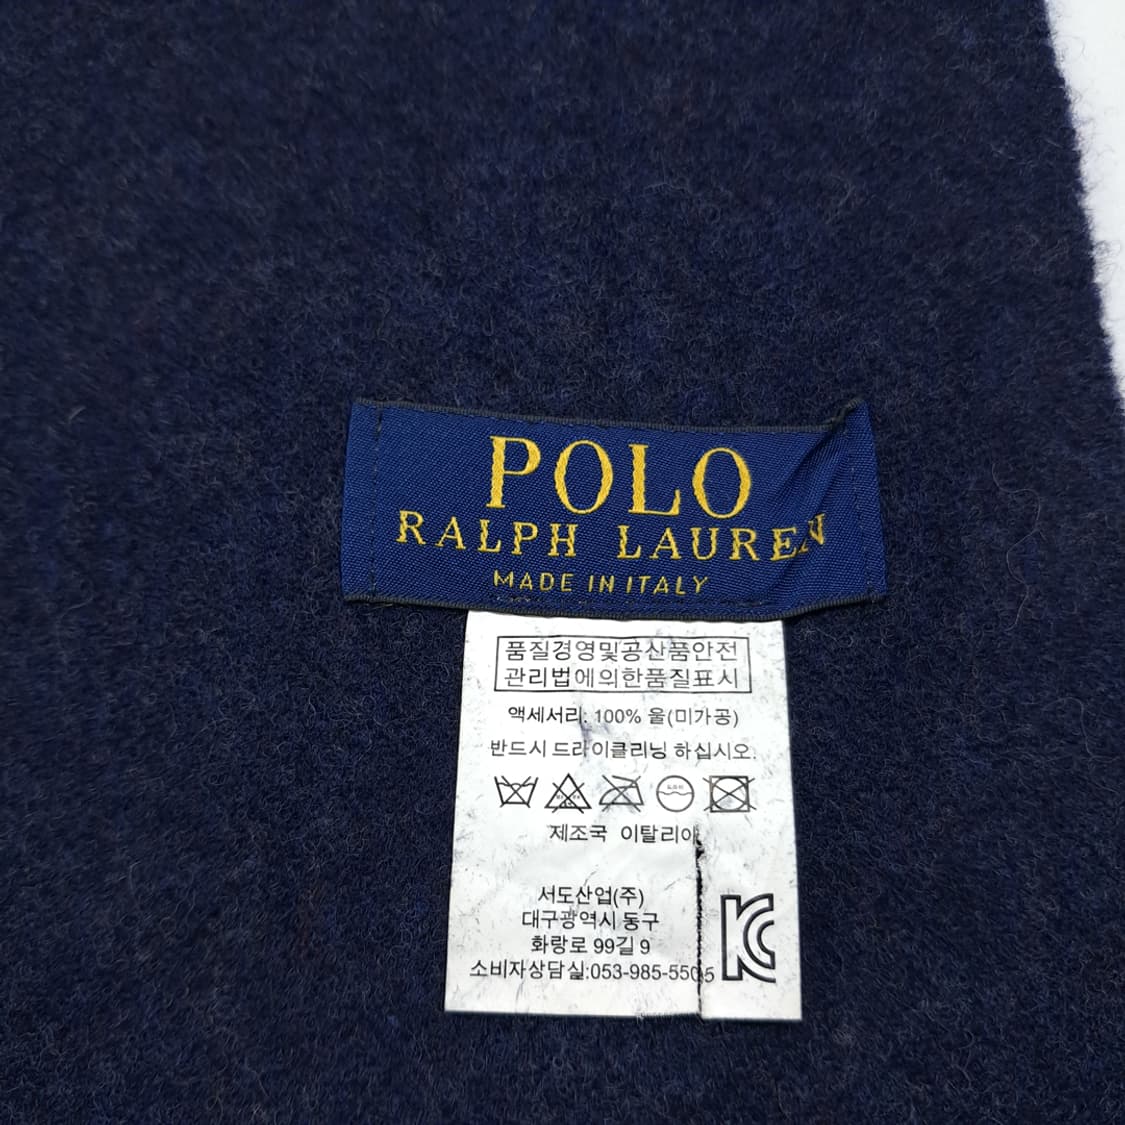 POLO
RALPH LAUREN
MADE IN ITALY
품질경영및공산품안전
관리법에의한품질표시
액세서리: 100% 울(미가공)
반드시 드라이클리닝 하십시오.
제조국 이탈리아
서도산업(주)
대구광역시 동구
화랑로 99길 9
소비자상담실:053-985-5505
KC